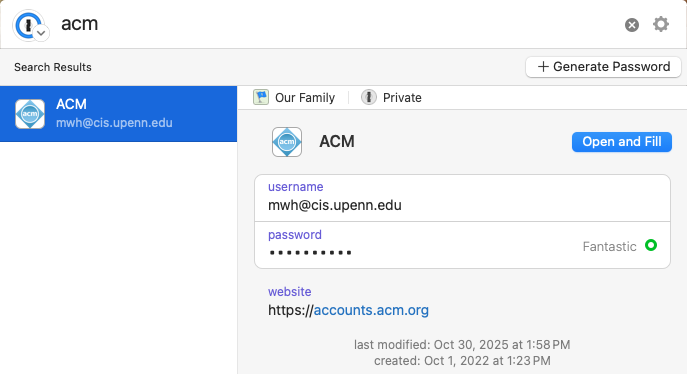 acm
Search Results
+ Generate Password
ACM
mwh@cis.upenn.edu
Our Family
Private
acm
ACM
Open and Fill
username
mwh@cis.upenn.edu
password
••••••••••
Fantastic
website
https://accounts.acm.org
last modified: Oct 30, 2025 at 1:58 PM
created: Oct 1, 2022 at 1:23 PM